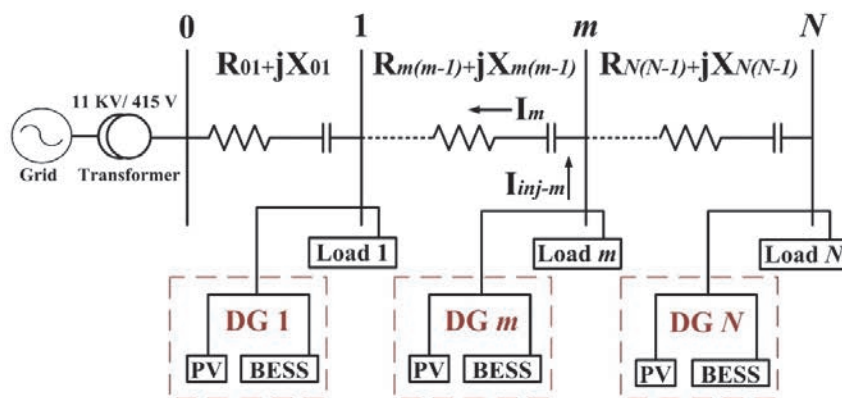 0 1 m N
R01+jX01 Rm(m-1)+jXm(m-1) RN(N-1)+jXN(N-1)
11 KV/ 415 V
Im
Grid Transformer
Iinj-m
Load 1 Load m Load N
DG 1 DG m DG N
PV BESS PV BESS PV BESS